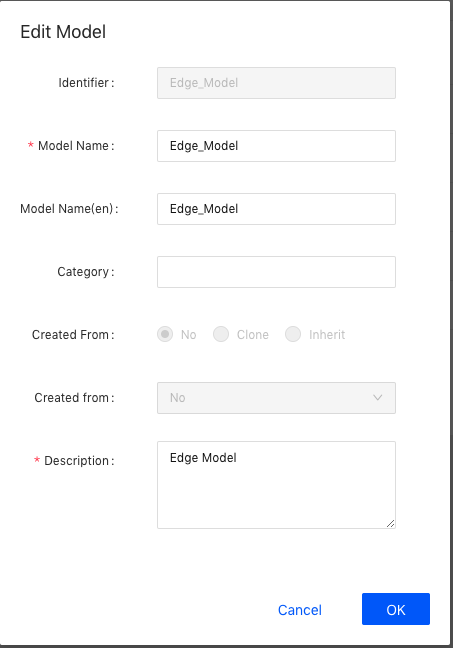 Edit Model
Identifier : Edge_Model
* Model Name : Edge_Model
Model Name(en) : Edge_Model
Category :
Created From : No Clone Inherit
Created from : No
* Description : Edge Model
Cancel OK